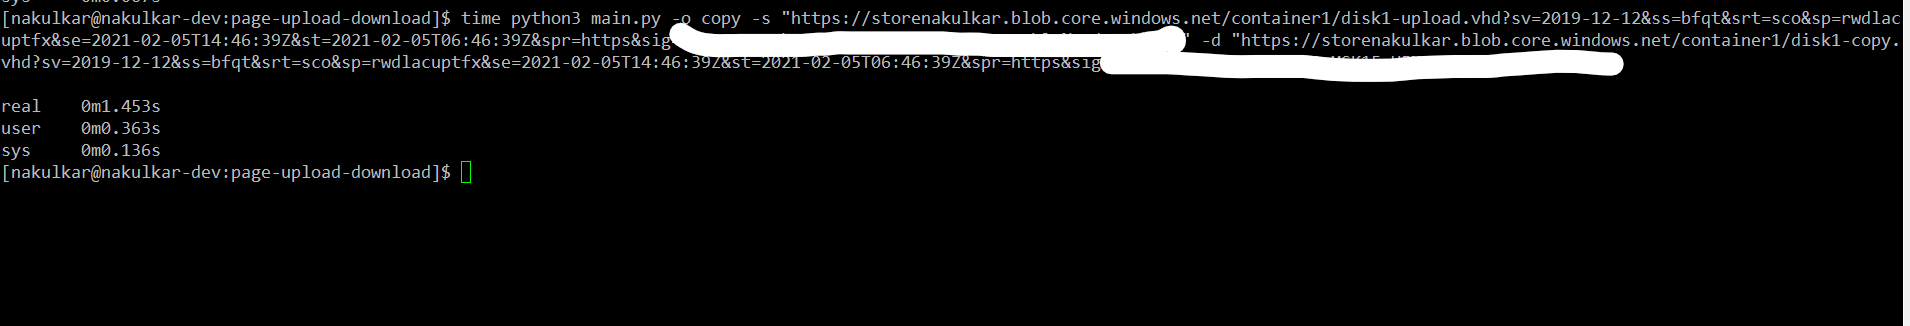 [nakulkar@nakulkar-dev:page-upload-download]$ time python3 main.py -o copy -s "https://storenakulkar.blob.core.windows.net/container1/disk1-upload.vhd?sv=2019-12-12&ss=bfqt&srt=sco&sp=rwdlac
uptfx&se=2021-02-05T14:46:39Z&st=2021-02-05T06:46:39Z&spr=https&sig " -d "https://storenakulkar.blob.core.windows.net/container1/disk1-copy.
vhd?sv=2019-12-12&ss=bfqt&srt=sco&sp=rwdlacuptfx&se=2021-02-05T14:46:39Z&st=2021-02-05T06:46:39Z&spr=https&sig
real 0m1.453s
user 0m0.363s
sys 0m0.136s
[nakulkar@nakulkar-dev:page-upload-download]$